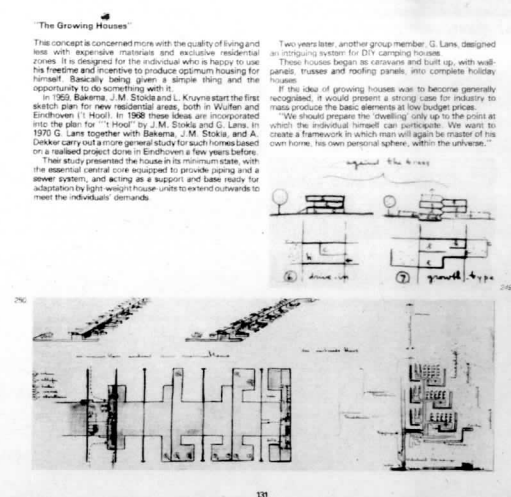 "The Growing Houses"
This concept is concerned more with the quality of living and
less with expensive materials and exclusive residential
zones. It is designed for the individual who is happy to use
his freetime and incentive to produce optimum housing for
himself. Basically being given a simple thing and the
opportunity to do something with it.
In 1959, Bakema, J.M. Stokla and L. Kruyne start the first
sketch plan for new residential areas, both in Wulfen and
Eindhoven ('t Hool). In 1968 these ideas are incorporated
into the plan for "'t Hool" by J.M. Stokla and G. Lans. In
1970 G. Lans together with Bakema, J.M. Stokla, and A.
Dekker carry out a more general study for such homes based
on a realised project done in Eindhoven a few years before.
Their study presented the house in its minimum state, with
the essential central core equipped to provide piping and a
sewer system, and acting as a support and base ready for
adaptation by light-weight house-units to extend outwards to
meet the individuals' demands.
Two years later, another group member, G. Lans, designed
an intriguing system for DIY camping houses.
These houses began as caravans and built up, with wall-
panels, trusses and roofing panels, into complete holiday
houses.
If the idea of growing houses was to become generally
recognised, it would present a strong case for industry to
mass produce the basic elements at low budget prices.
"We should prepare the 'dwelling' only up to the point at
which the individual himself can participate. We want to
create a framework in which man will again be master of his
own home, his own personal sphere, within the universe."
against the trees
6 drive-up
7 growth-type
250
131